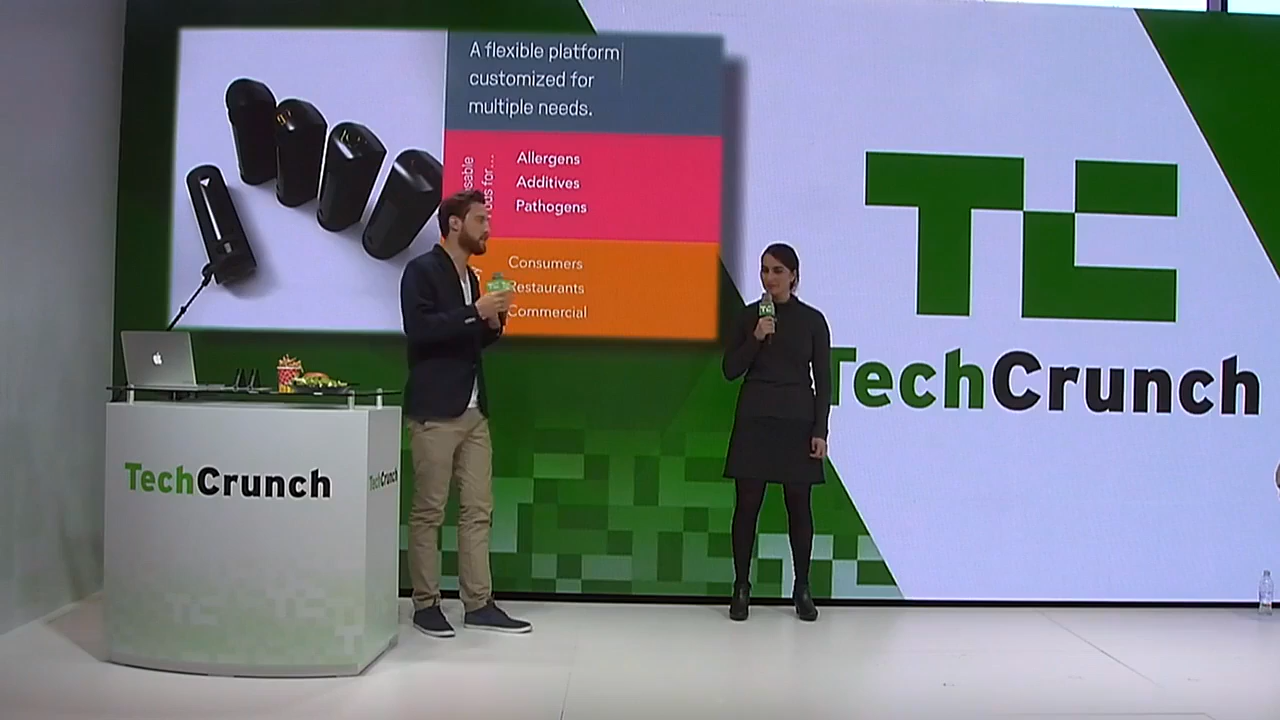 A flexible platform
customized for
multiple needs.
Allergens
Additives
Pathogens
Consumers
Restaurants
Commercial
TC
TechCrunch
TechCrunch
TechCrunch